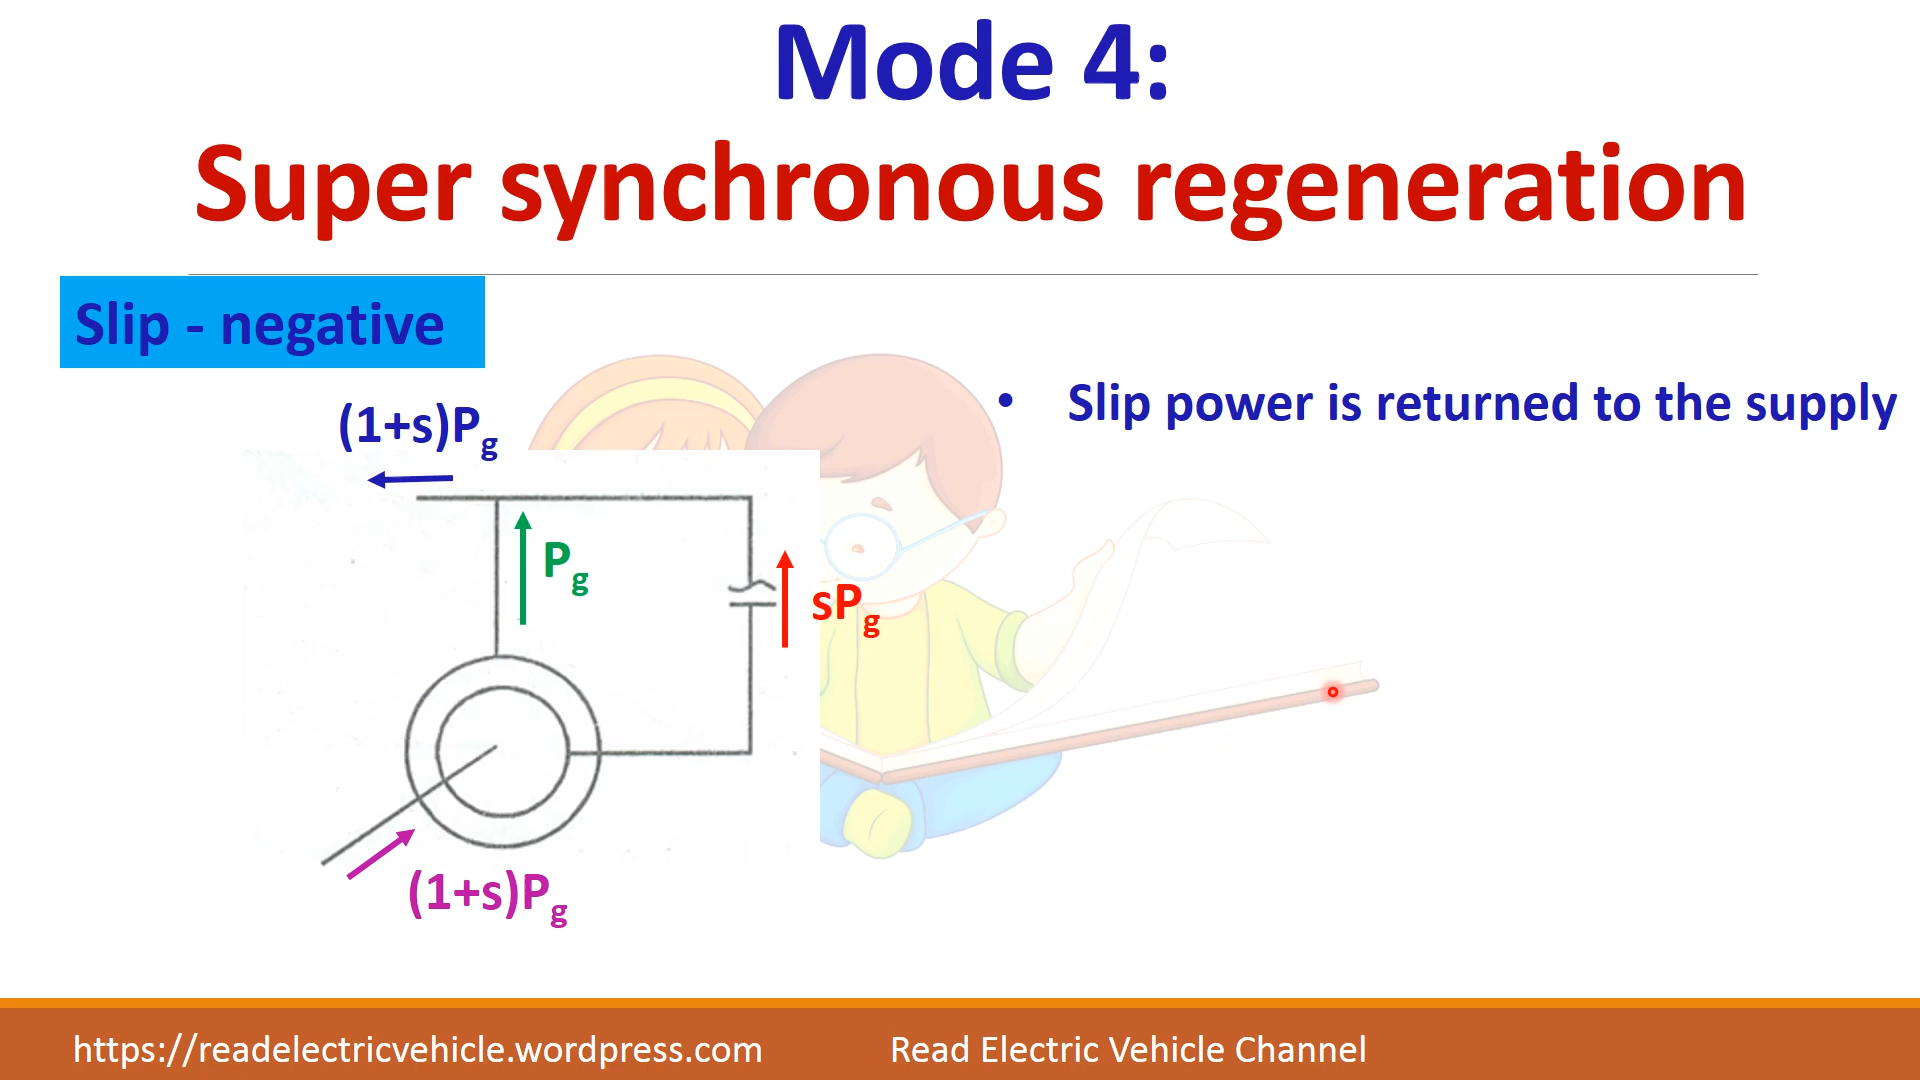 Mode 4:
Super synchronous regeneration
Slip - negative
• Slip power is returned to the supply
(1+s)Pg
Pg
sPg
(1+s)Pg
https://readelectricvehicle.wordpress.com
Read Electric Vehicle Channel